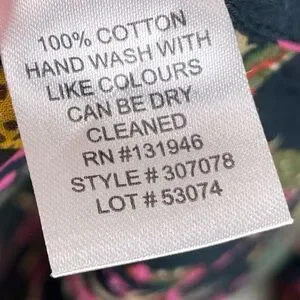 100% COTTON
HAND WASH WITH
LIKE COLOURS
CAN BE DRY
CLEANED
RN #131946
STYLE # 307078
LOT # 53074